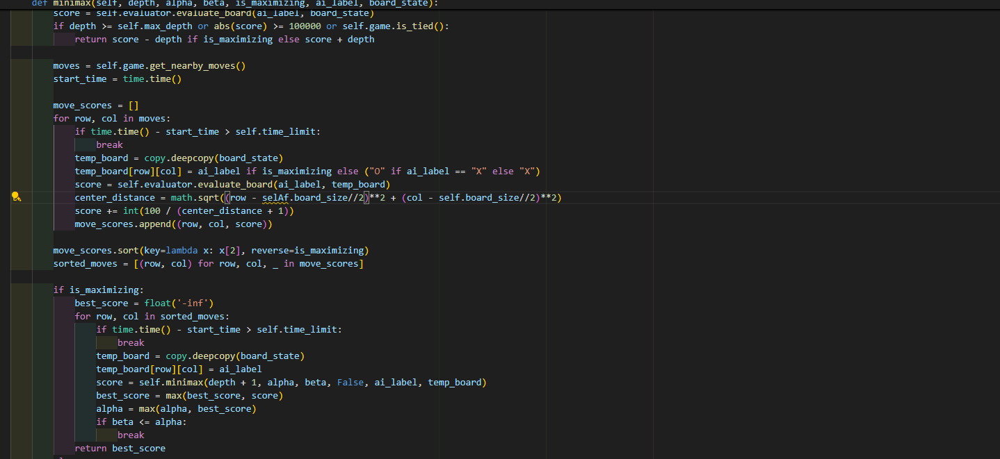 def minimax(self, depth, alpha, beta, is_maximizing, ai_label, board_state):
score = self.evaluator.evaluate_board(ai_label, board_state)
if depth >= self.max_depth or abs(score) >= 100000 or self.game.is_tied():
return score - depth if is_maximizing else score + depth
moves = self.game.get_nearby_moves()
start_time = time.time()
move_scores = []
for row, col in moves:
if time.time() - start_time > self.time_limit:
break
temp_board = copy.deepcopy(board_state)
temp_board[row][col] = ai_label if is_maximizing else ("O" if ai_label == "X" else "X")
score = self.evaluator.evaluate_board(ai_label, temp_board)
center_distance = math.sqrt((row - selAf.board_size//2)**2 + (col - self.board_size//2)**2)
score += int(100 / (center_distance + 1))
move_scores.append((row, col, score))
move_scores.sort(key=lambda x: x[2], reverse=is_maximizing)
sorted_moves = [(row, col) for row, col, _ in move_scores]
if is_maximizing:
best_score = float('-inf')
for row, col in sorted_moves:
if time.time() - start_time > self.time_limit:
break
temp_board = copy.deepcopy(board_state)
temp_board[row][col] = ai_label
score = self.minimax(depth + 1, alpha, beta, False, ai_label, temp_board)
best_score = max(best_score, score)
alpha = max(alpha, best_score)
if beta <= alpha:
break
return best_score